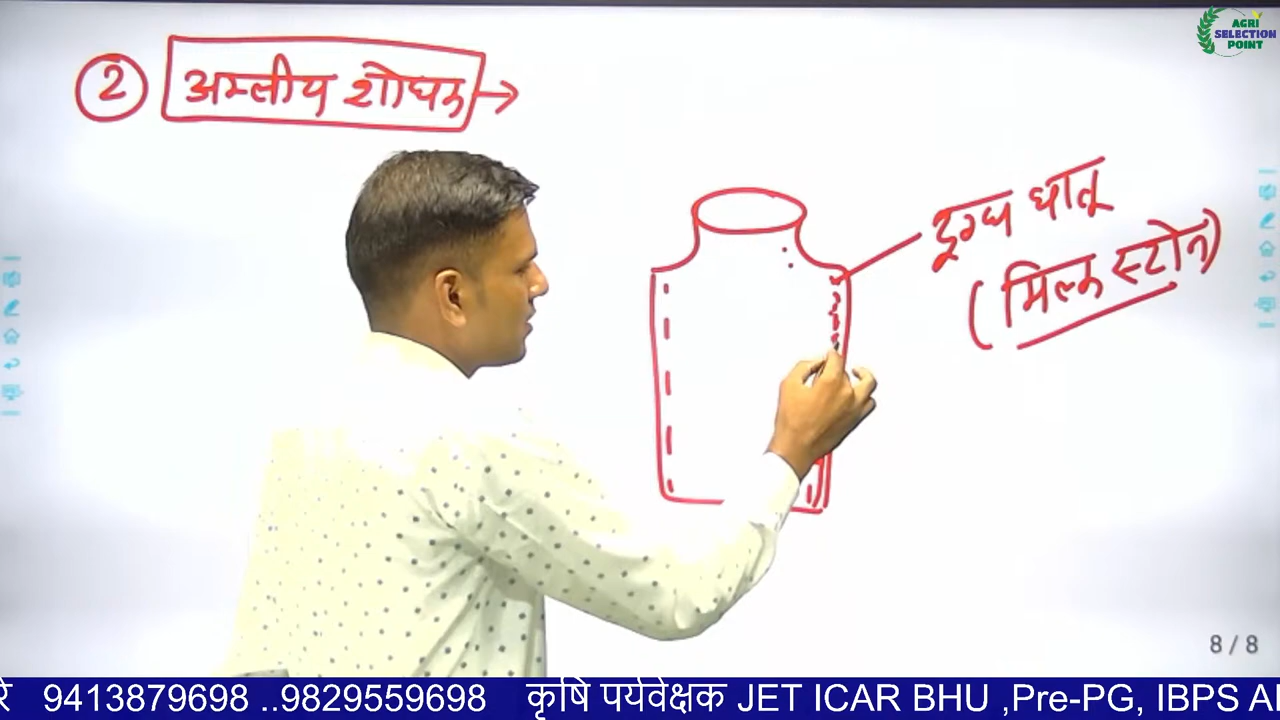 AGRI
SELECTION
POINT
2 अम्लीय शोधक →
दुग्ध धातू
(मिल्क स्टोन)
8 / 8
रे 9413879698 ..9829559698 कृषि पर्यवेक्षक JET ICAR BHU ,Pre-PG, IBPS A